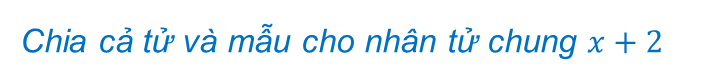 Chia cả tử và mẫu cho nhân tử chung 𝑥 + 2